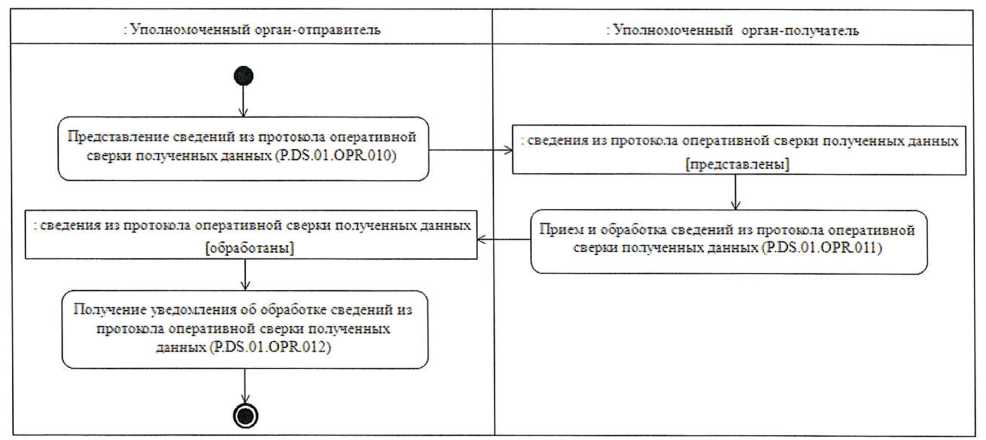 : Уполномоченный орган-отправитель
: Уполномоченный орган-получатель
Представление сведений из протокола оперативной
сверки полученных данных (P.DS.01.OPR.010)
: сведения из протокола оперативной сверки полученных данных
[представлены]
Прием и обработка сведений из протокола оперативной
сверки полученных данных (P.DS.01.OPR.011)
: сведения из протокола оперативной сверки полученных данных
[обработаны]
Получение уведомления об обработке сведений из
протокола оперативной сверки полученных
данных (P.DS.01.OPR.012)